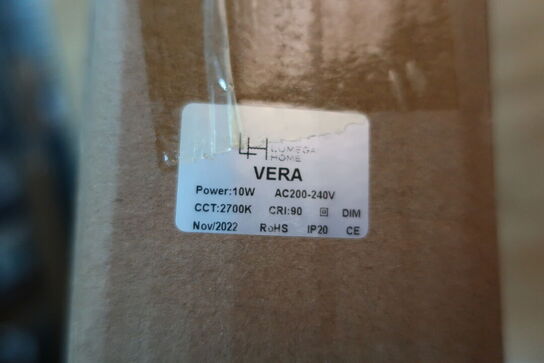 LUMEGA
HOME
VERA
Power:10W AC200-240V
CCT:2700K CRI:90 DIM
Nov/2022 RoHS IP20 CE